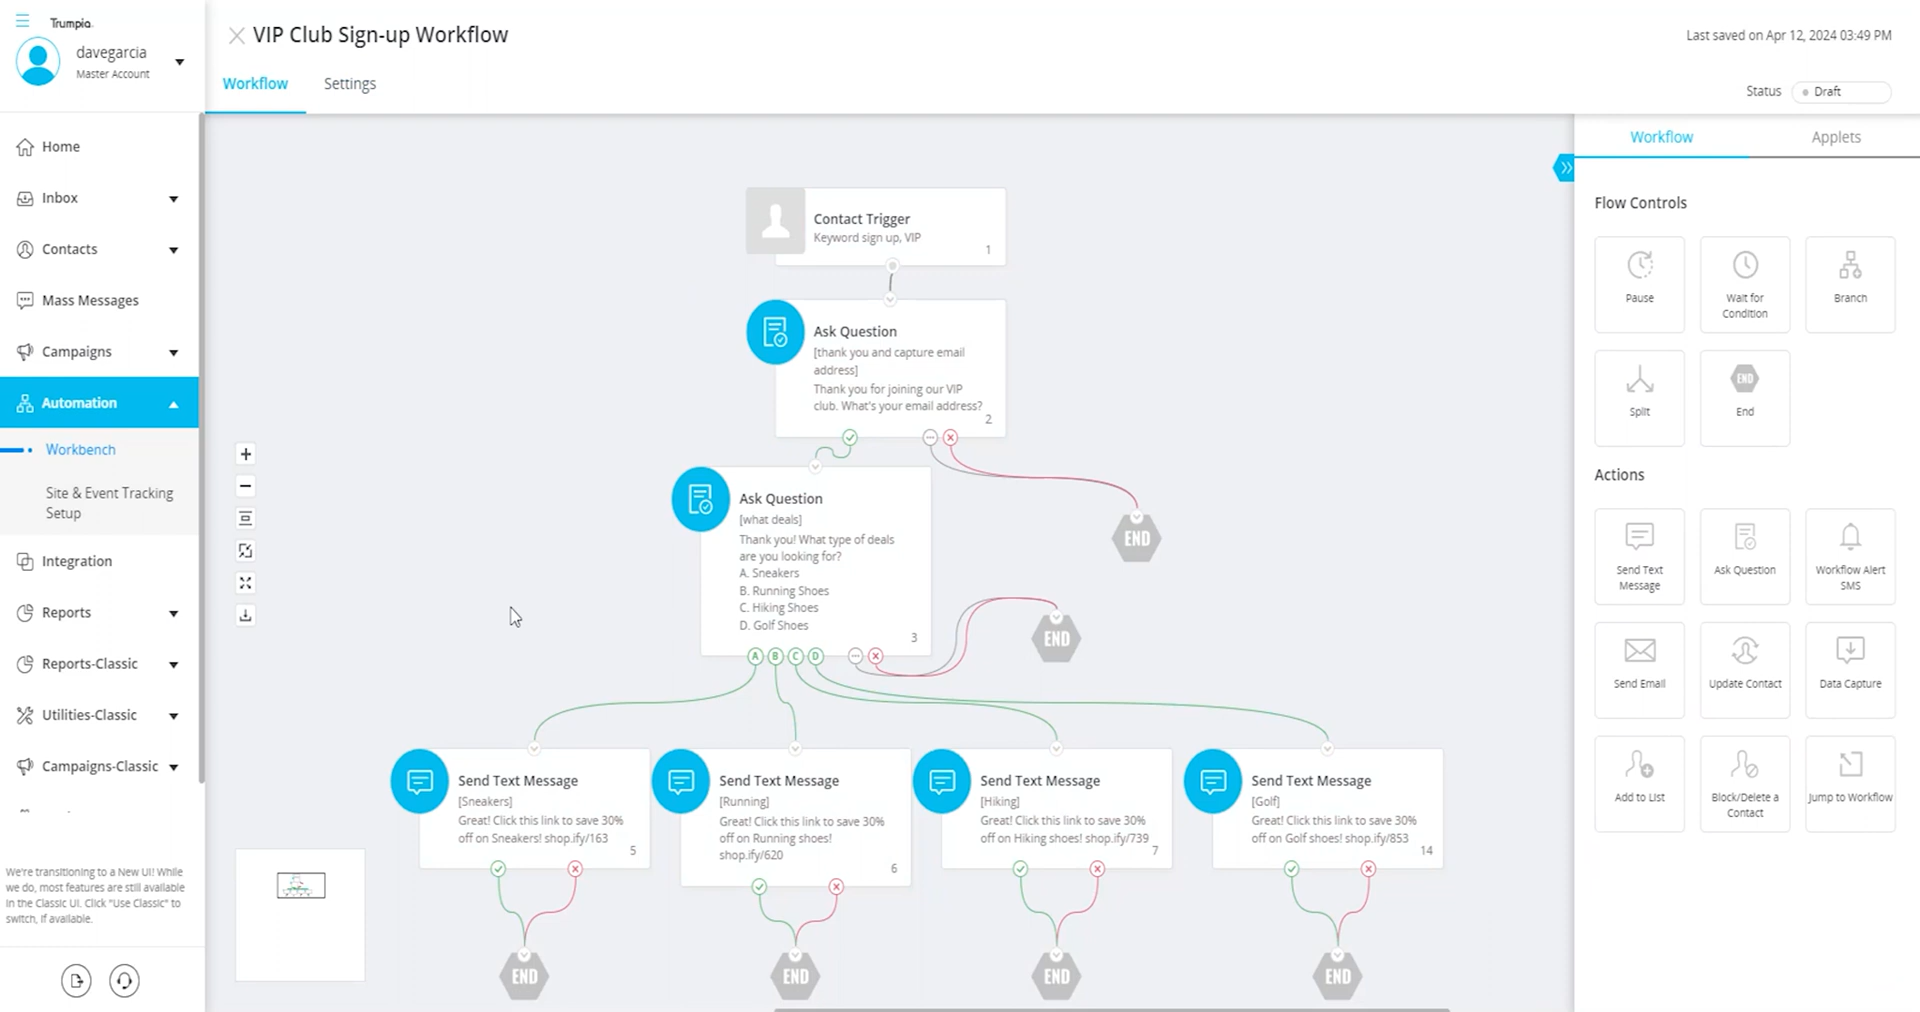 Trumpia
davegarcia
Master Account
Home
Inbox
Contacts
Mass Messages
Campaigns
Automation
Workbench
Site & Event Tracking
Setup
Integration
Reports
Reports-Classic
Utilities-Classic
Campaigns-Classic
We're transitioning to a New UI! While
we do, most features are still available
in the Classic UI. Click "Use Classic" to
switch, if available.
VIP Club Sign-up Workflow
Last saved on Apr 12, 2024 03:49 PM
Workflow
Settings
Status
Draft
Contact Trigger
Keyword sign up, VIP
1
Ask Question
[thank you and capture email
address]
Thank you for joining our VIP
club. What's your email address?
2
Ask Question
[what deals]
Thank you! What type of deals
are you looking for?
A. Sneakers
B. Running Shoes
C. Hiking Shoes
D. Golf Shoes
3
A B C D
END
END
Send Text Message
[Sneakers]
Great! Click this link to save 30%
off on Sneakers! shop.ify/163
5
Send Text Message
[Running]
Great! Click this link to save 30%
off on Running shoes!
shop.ify/620
6
Send Text Message
[Hiking]
Great! Click this link to save 30%
off on Hiking shoes! shop.ify/739
7
Send Text Message
[Golf]
Great! Click this link to save 30%
off on Golf shoes! shop.ify/853
14
END
END
END
END
Workflow
Applets
Flow Controls
Pause
Wait for
Condition
Branch
Split
END
End
Actions
Send Text
Message
Ask Question
Workflow Alert
SMS
Send Email
Update Contact
Data Capture
Add to List
Block/Delete a
Contact
Jump to Workflow